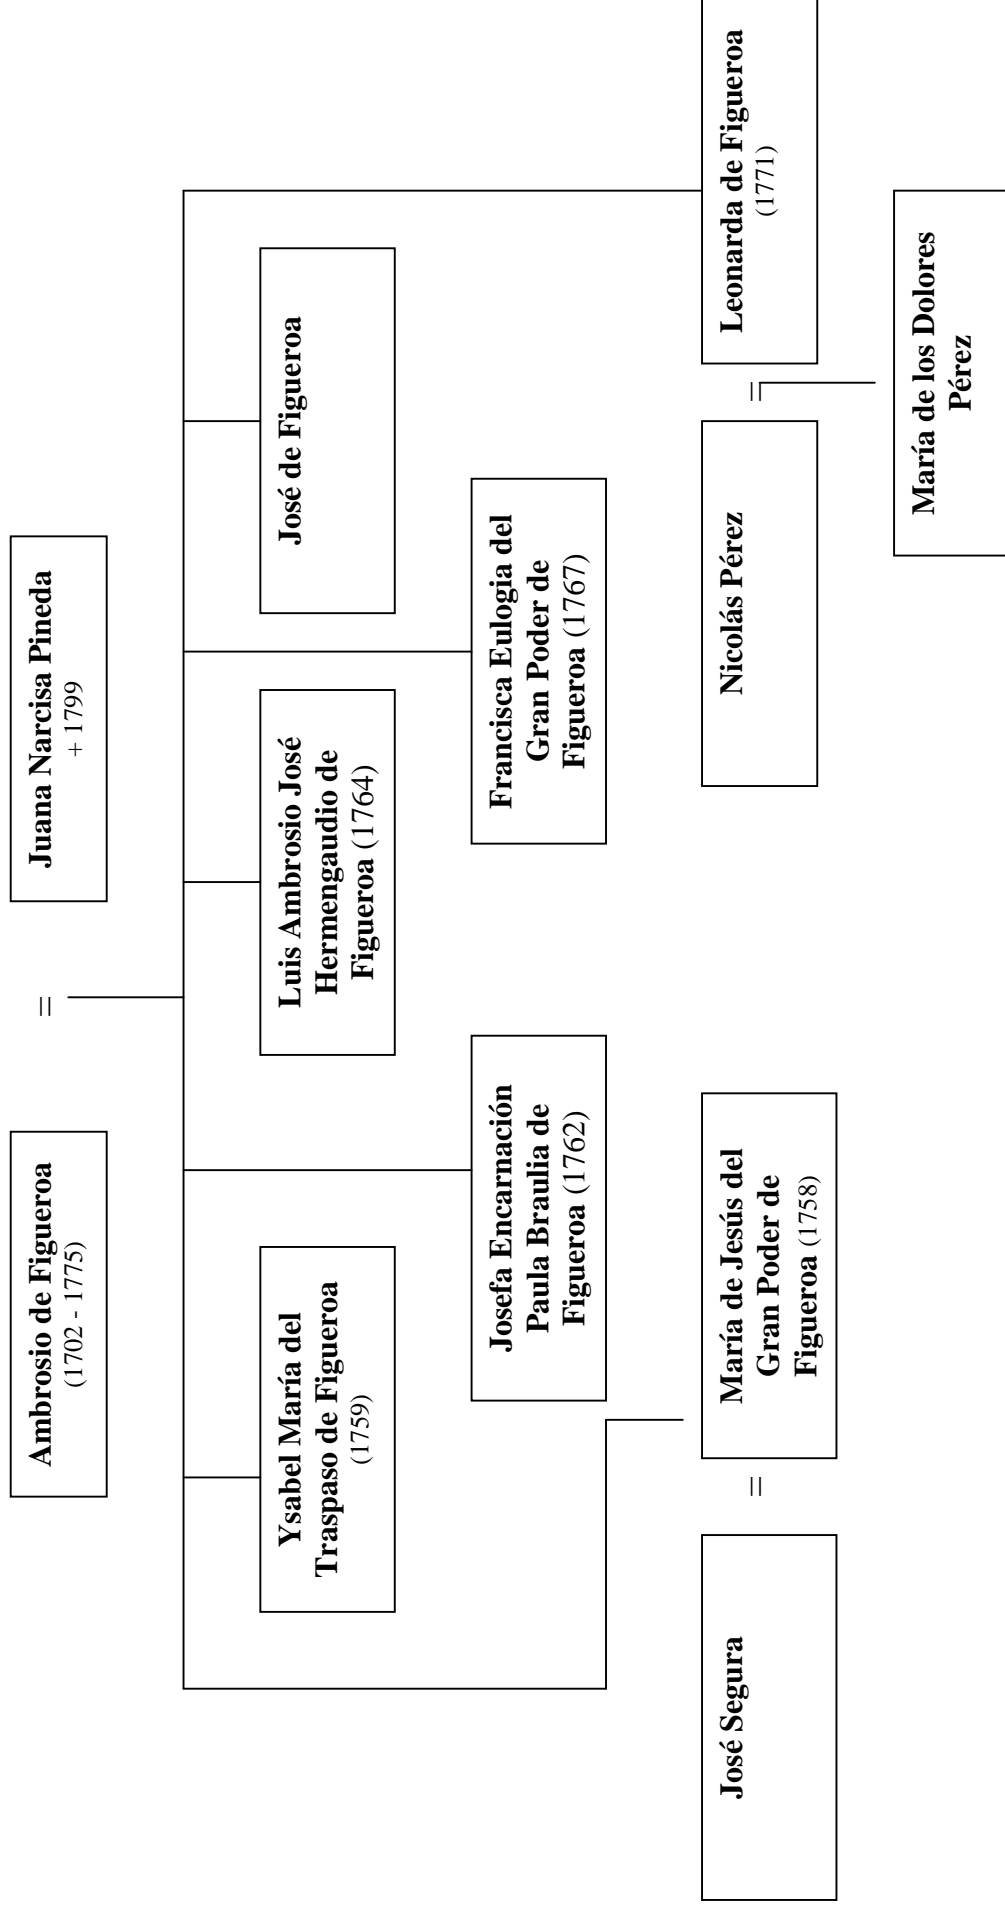 Ambrosio de Figueroa
(1702 - 1775)
=
Juana Narcisa Pineda
+ 1799
Ysabel María del
Traspaso de Figueroa
(1759)
Luis Ambrosio José
Hermengaudio de
Figueroa (1764)
José de Figueroa
Josefa Encarnación
Paula Braulia de
Figueroa (1762)
Francisca Eulogia del
Gran Poder de
Figueroa (1767)
José Segura
=
María de Jesús del
Gran Poder de
Figueroa (1758)
Nicolás Pérez
=
Leonarda de Figueroa
(1771)
María de los Dolores
Pérez